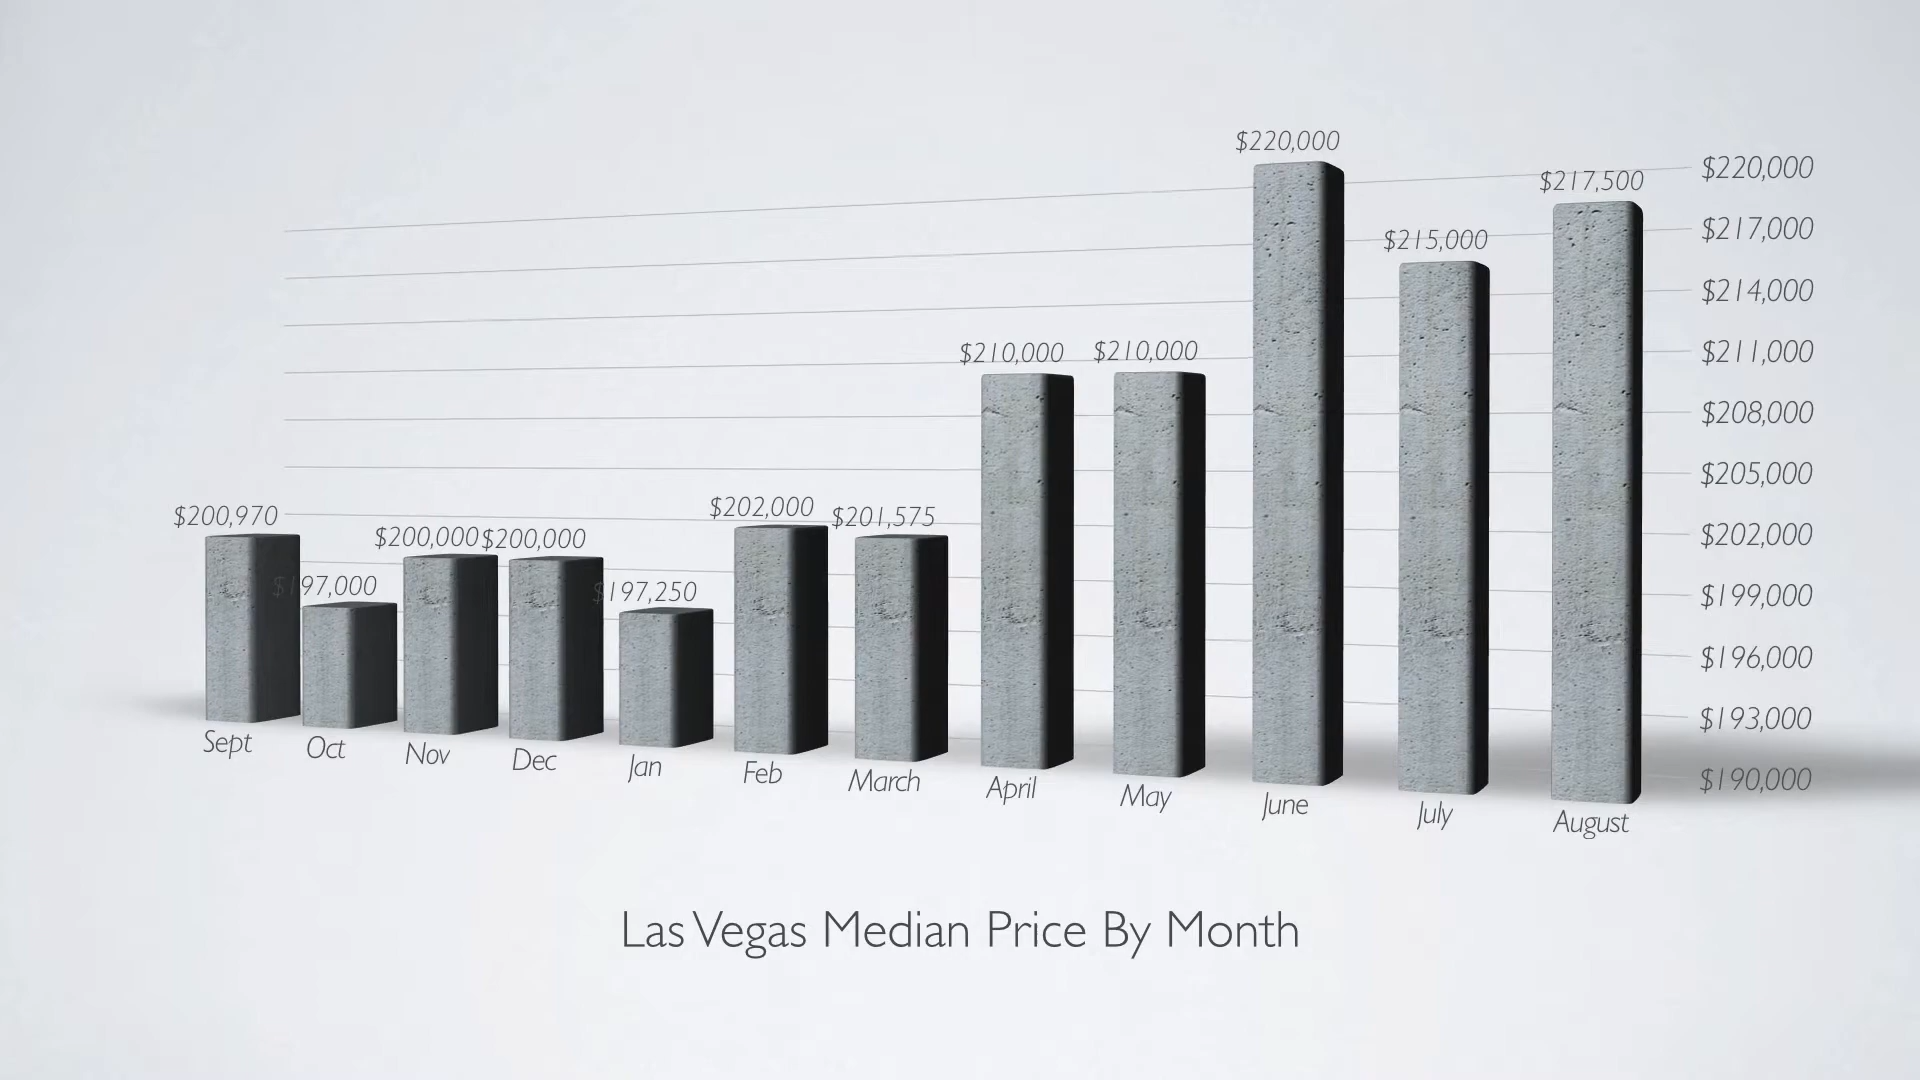 $220,000
$220,000
$217,500
$217,000
$215,000
$214,000
$210,000
$210,000
$211,000
$208,000
$205,000
$200,970
$197,000
$200,000
$200,000
$197,250
$202,000
$201,575
$202,000
$199,000
$196,000
$193,000
$190,000
Sept
Oct
Nov
Dec
Jan
Feb
March
April
May
June
July
August
Las Vegas Median Price By Month